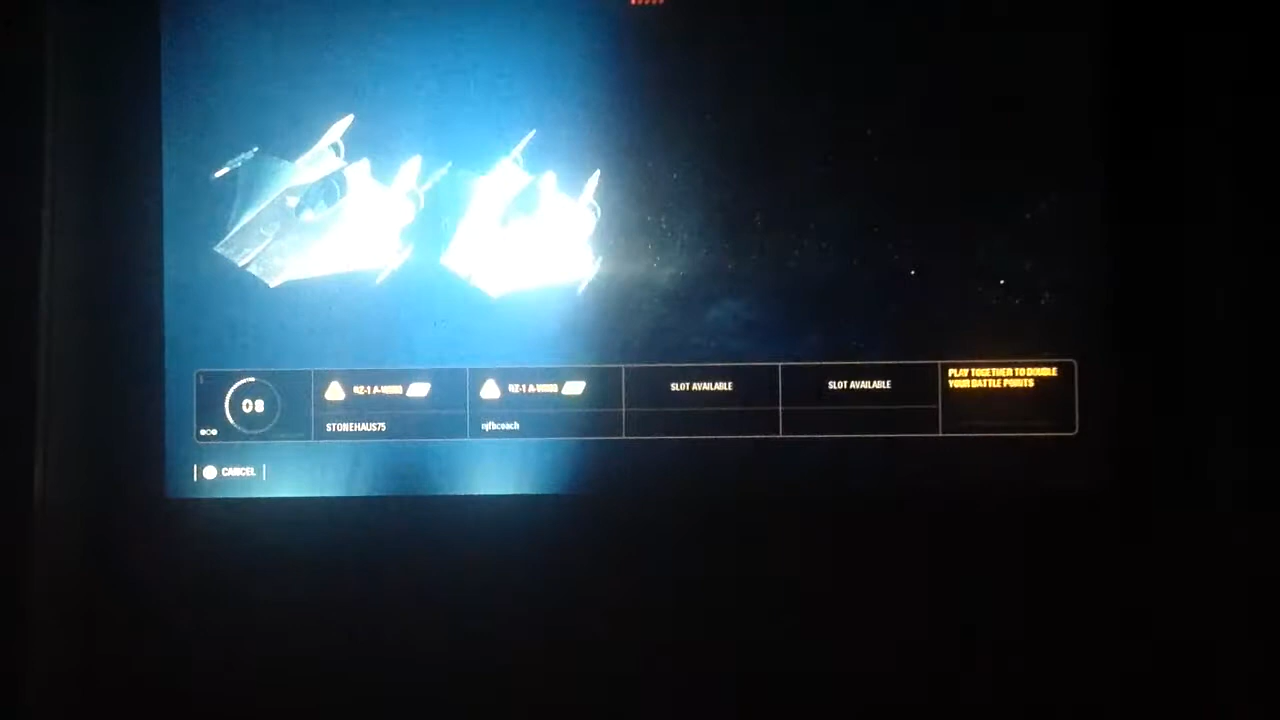 08
RZ-1 A-WING
RZ-1 A-WING
SLOT AVAILABLE
SLOT AVAILABLE
PLAY TOGETHER TO DOUBLE
YOUR BATTLE POINTS
STONEHAUS75
njfbcoach
CANCEL